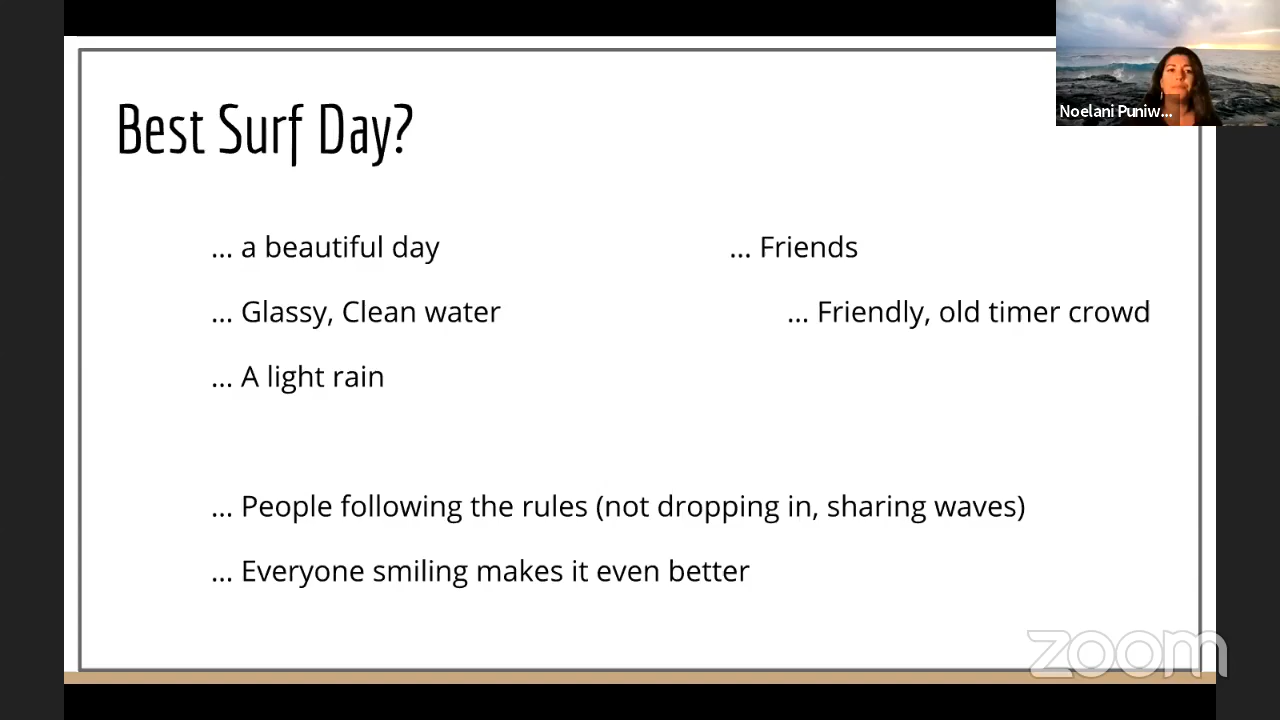 Noelani Puniw...
Best Surf Day?
... a beautiful day
... Friends
... Glassy, Clean water
... Friendly, old timer crowd
... A light rain
... People following the rules (not dropping in, sharing waves)
... Everyone smiling makes it even better
zoom